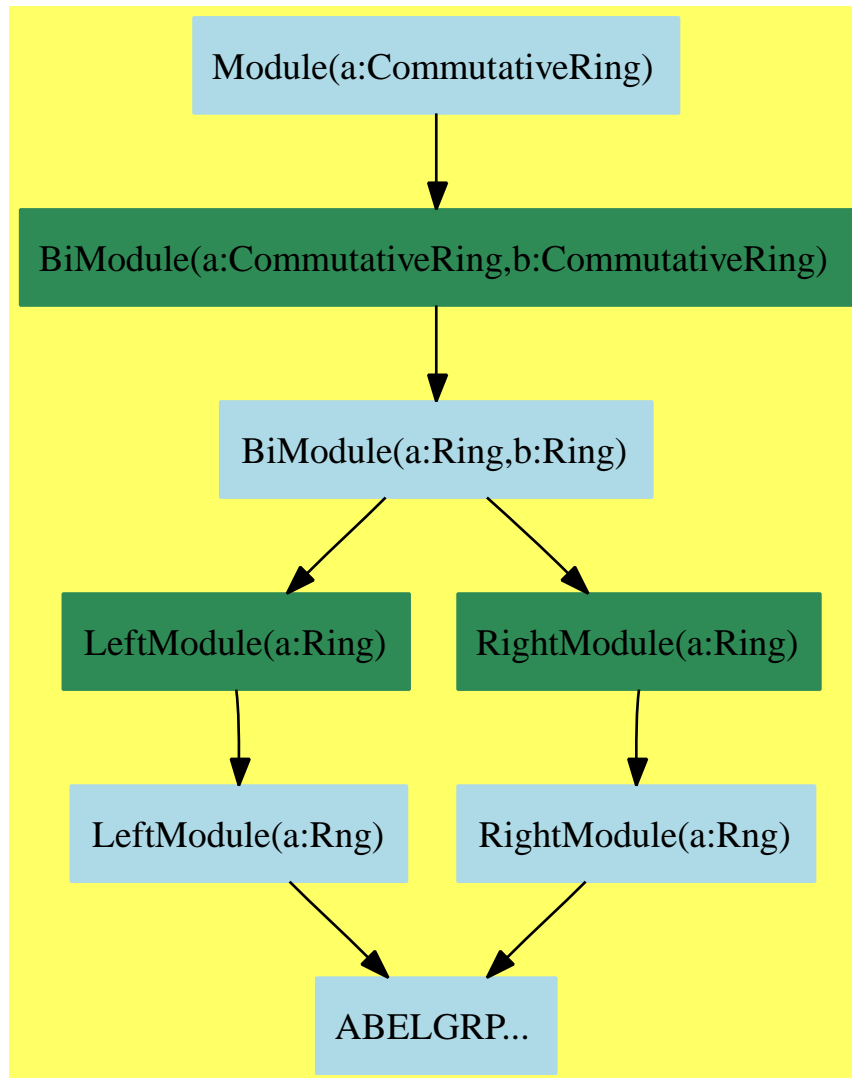 Module(a:CommutativeRing)
BiModule(a:CommutativeRing,b:CommutativeRing)
BiModule(a:Ring,b:Ring)
LeftModule(a:Ring)
RightModule(a:Ring)
LeftModule(a:Rng)
RightModule(a:Rng)
ABELGRP...